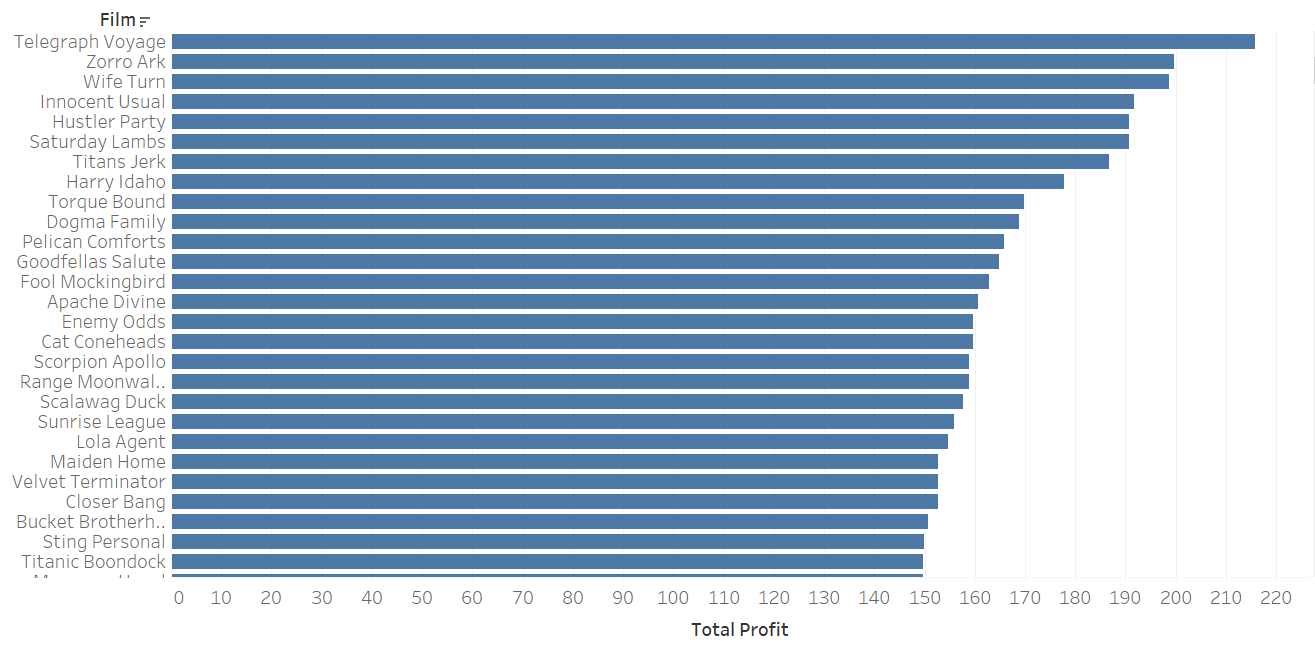 Film
Telegraph Voyage
Zorro Ark
Wife Turn
Innocent Usual
Hustler Party
Saturday Lambs
Titans Jerk
Harry Idaho
Torque Bound
Dogma Family
Pelican Comforts
Goodfellas Salute
Fool Mockingbird
Apache Divine
Enemy Odds
Cat Coneheads
Scorpion Apollo
Range Moonwal..
Scalawag Duck
Sunrise League
Lola Agent
Maiden Home
Velvet Terminator
Closer Bang
Bucket Brotherh..
Sting Personal
Titanic Boondock
0 10 20 30 40 50 60 70 80 90 100 110 120 130 140 150 160 170 180 190 200 210 220
Total Profit